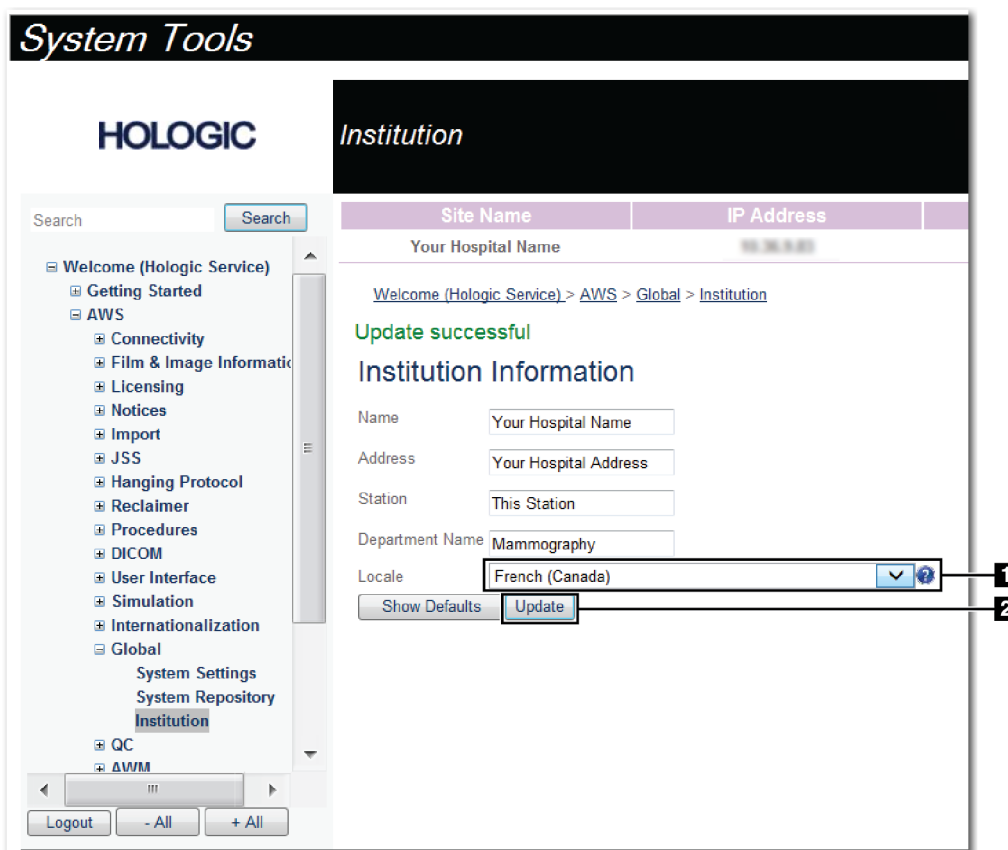 System Tools
HOLOGIC
Institution
Search
Search
Site Name
IP Address
Your Hospital Name
Welcome (Hologic Service)
Getting Started
AWS
Connectivity
Film & Image Informatic
Licensing
Notices
Import
JSS
Hanging Protocol
Reclaimer
Procedures
DICOM
User Interface
Simulation
Internationalization
Global
System Settings
System Repository
Institution
QC
AWM
Logout
- All
+ All
Welcome (Hologic Service) > AWS > Global > Institution
Update successful
Institution Information
Name
Your Hospital Name
Address
Your Hospital Address
Station
This Station
Department Name
Mammography
Locale
French (Canada)
1
Show Defaults
Update
2